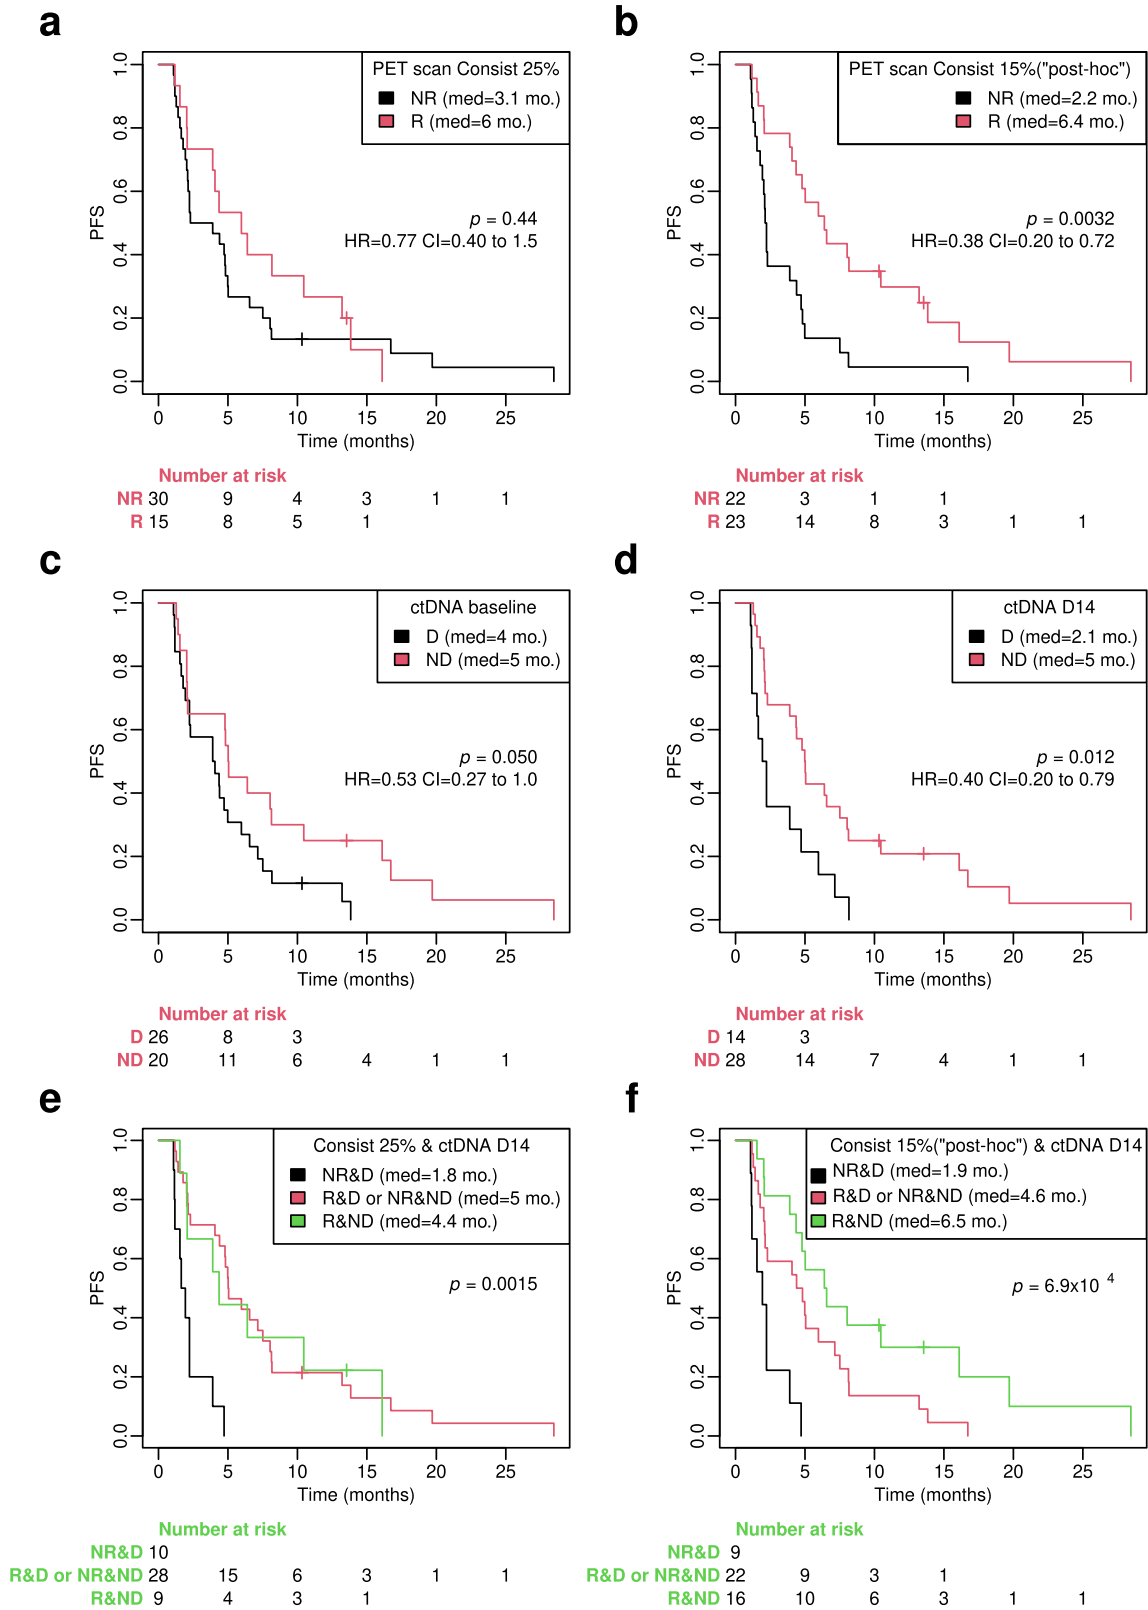 a
PET scan Consist 25%
NR (med=3.1 mo.)
R (med=6 mo.)
p = 0.44
HR=0.77 CI=0.40 to 1.5
PFS
0.0 0.2 0.4 0.6 0.8 1.0
0 5 10 15 20 25
Time (months)
Number at risk
NR 30 9 4 3 1 1
R 15 8 5 1
b
PET scan Consist 15%("post-hoc")
NR (med=2.2 mo.)
R (med=6.4 mo.)
p = 0.0032
HR=0.38 CI=0.20 to 0.72
PFS
0.0 0.2 0.4 0.6 0.8 1.0
0 5 10 15 20 25
Time (months)
Number at risk
NR 22 3 1 1
R 23 14 8 3 1 1
c
ctDNA baseline
D (med=4 mo.)
ND (med=5 mo.)
p = 0.050
HR=0.53 CI=0.27 to 1.0
PFS
0.0 0.2 0.4 0.6 0.8 1.0
0 5 10 15 20 25
Time (months)
Number at risk
D 26 8 3
ND 20 11 6 4 1 1
d
ctDNA D14
D (med=2.1 mo.)
ND (med=5 mo.)
p = 0.012
HR=0.40 CI=0.20 to 0.79
PFS
0.0 0.2 0.4 0.6 0.8 1.0
0 5 10 15 20 25
Time (months)
Number at risk
D 14 3
ND 28 14 7 4 1 1
e
Consist 25% & ctDNA D14
NR&D (med=1.8 mo.)
R&D or NR&ND (med=5 mo.)
R&ND (med=4.4 mo.)
p = 0.0015
PFS
0.0 0.2 0.4 0.6 0.8 1.0
0 5 10 15 20 25
Time (months)
Number at risk
NR&D 10
R&D or NR&ND 28 15 6 3 1 1
R&ND 9 4 3 1
f
Consist 15%("post-hoc") & ctDNA D14
NR&D (med=1.9 mo.)
R&D or NR&ND (med=4.6 mo.)
R&ND (med=6.5 mo.)
p = 6.9x10 4
PFS
0.0 0.2 0.4 0.6 0.8 1.0
0 5 10 15 20 25
Time (months)
Number at risk
NR&D 9
R&D or NR&ND 22 9 3 1
R&ND 16 10 6 3 1 1